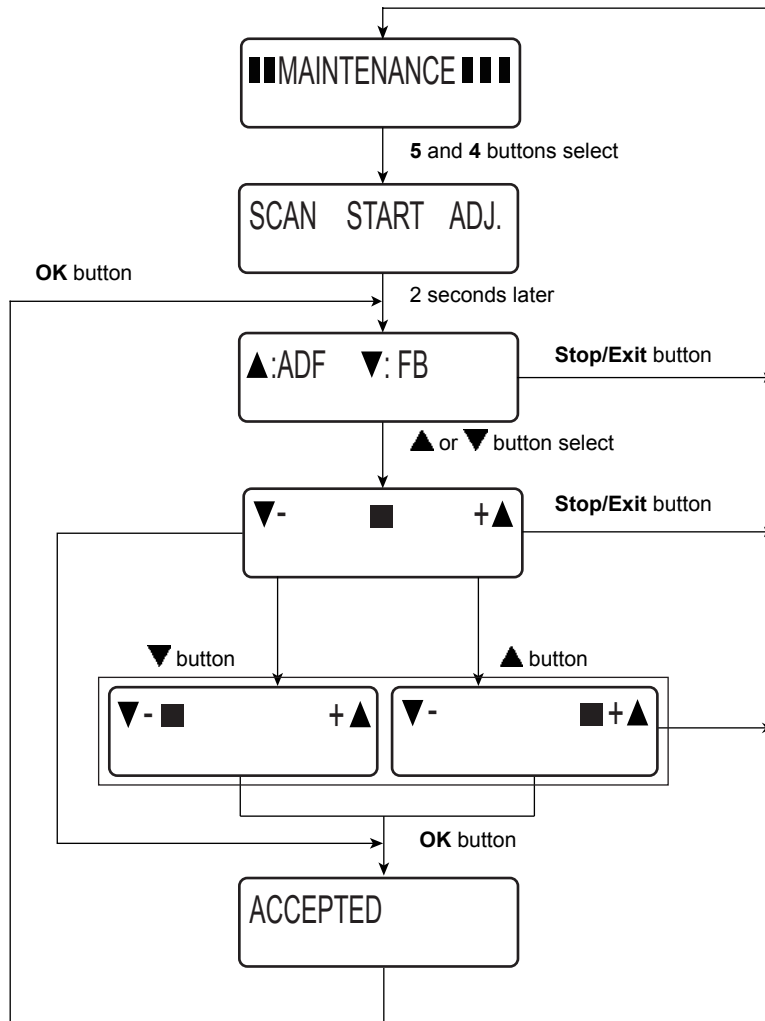 ▮▮MAINTENANCE▮▮▮
5 and 4 buttons select
SCAN START ADJ.
OK button
2 seconds later
▲:ADF ▼: FB
Stop/Exit button
▲ or ▼ button select
▼- ■ +▲
Stop/Exit button
▼ button
▲ button
▼-■ +▲
▼- ■+▲
OK button
ACCEPTED